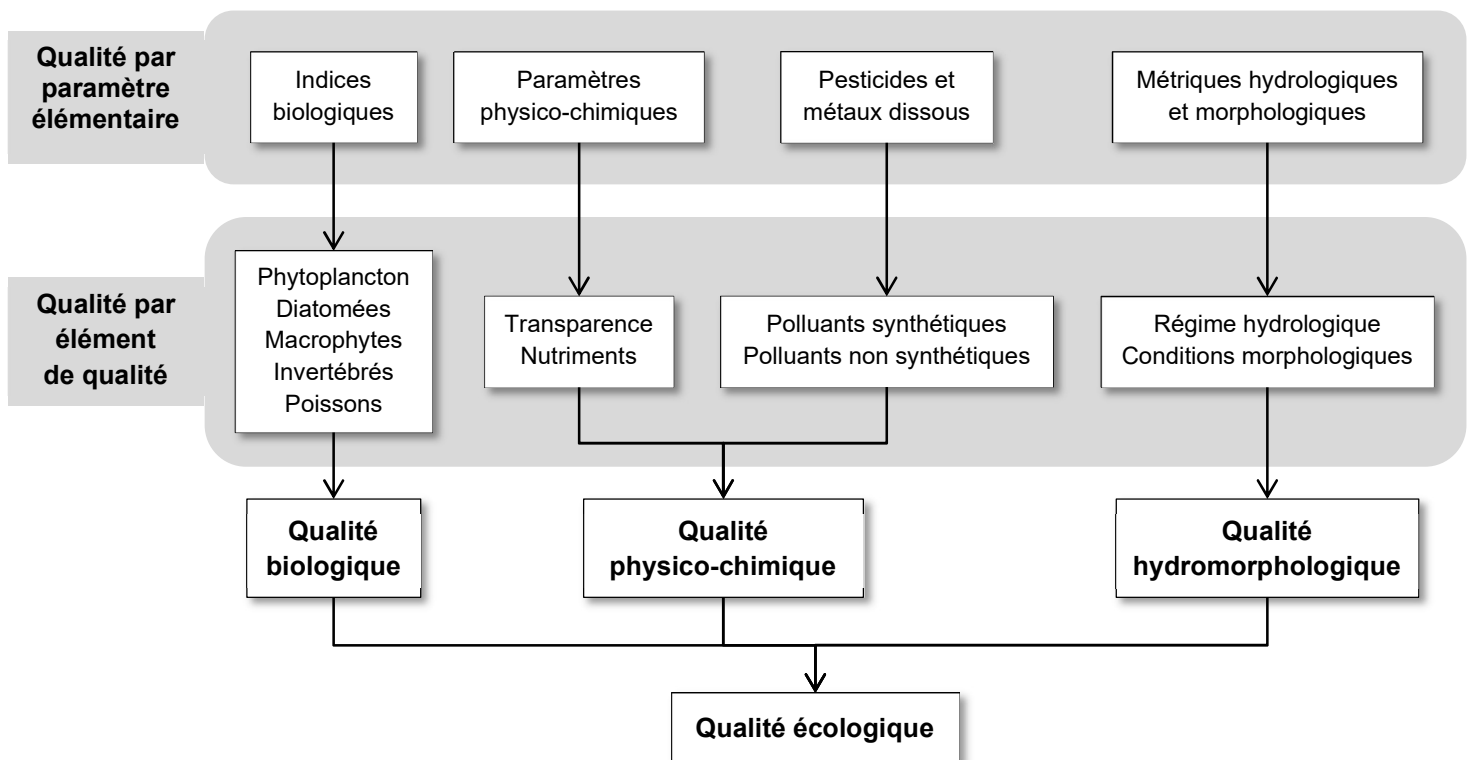 Qualité par
paramètre
élémentaire
Indices
biologiques
Paramètres
physico-chimiques
Pesticides et
métaux dissous
Métriques hydrologiques
et morphologiques
Qualité par
élément
de qualité
Phytoplancton
Diatomées
Macrophytes
Invertébrés
Poissons
Transparence
Nutriments
Polluants synthétiques
Polluants non synthétiques
Régime hydrologique
Conditions morphologiques
Qualité
biologique
Qualité
physico-chimique
Qualité
hydromorphologique
Qualité écologique